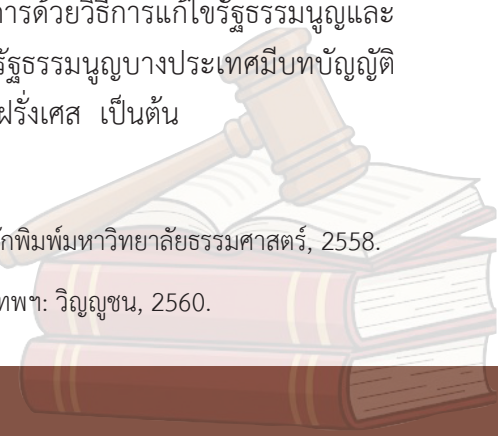 การด้วยวิธีการแก้ไขรัฐธรรมนูญและ
รัฐธรรมนูญบางประเทศมีบทบัญญัติ
ฝรั่งเศส เป็นต้น
ักพิมพ์มหาวิทยาลัยธรรมศาสตร์, 2558.
ทพฯ: วิญญูชน, 2560.